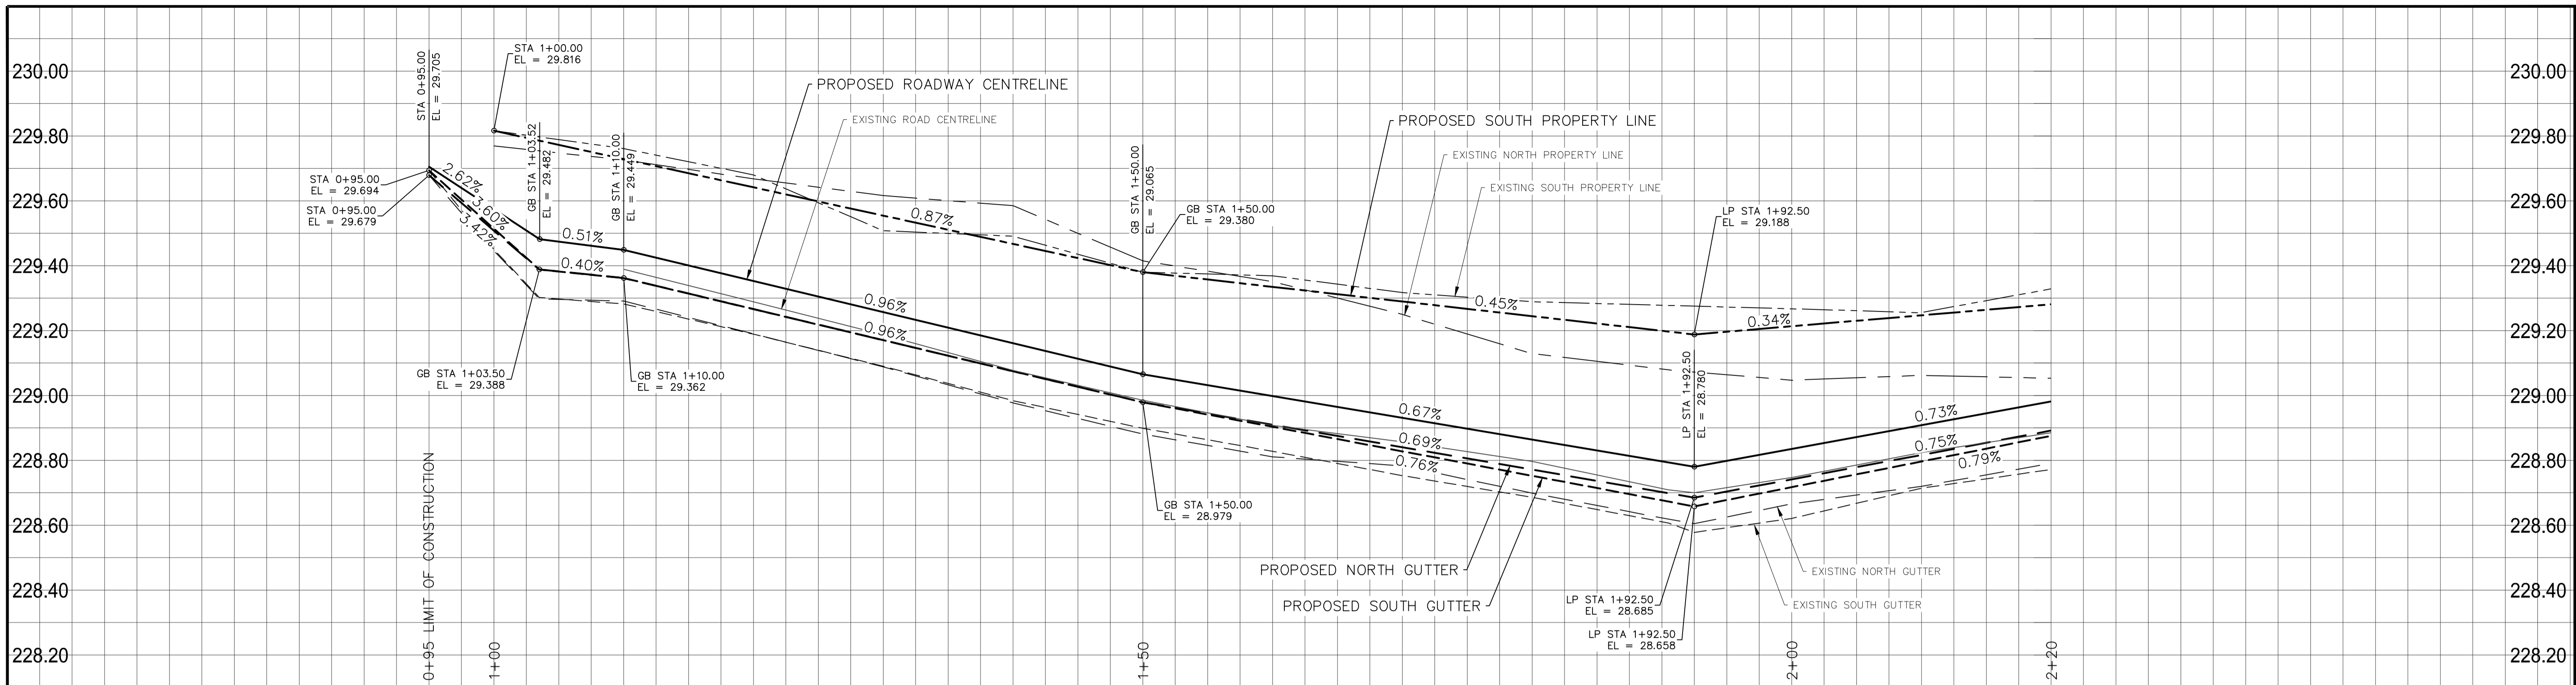 230.00
229.80
229.60
229.40
229.20
229.00
228.80
228.60
228.40
228.20
230.00
229.80
229.60
229.40
229.20
229.00
228.80
228.60
228.40
228.20
STA 0+95.00
EL = 29.705
STA 1+00.00
EL = 29.816
PROPOSED ROADWAY CENTRELINE
EXISTING ROAD CENTRELINE
GB STA 1+03.52
EL = 29.482
GB STA 1+10.00
EL = 29.449
STA 0+95.00
EL = 29.694
STA 0+95.00
EL = 29.679
2.62%
3.60%
3.42%
0.51%
0.40%
GB STA 1+03.50
EL = 29.388
GB STA 1+10.00
EL = 29.362
0.96%
0.96%
0.87%
GB STA 1+50.00
EL = 29.065
GB STA 1+50.00
EL = 29.380
PROPOSED SOUTH PROPERTY LINE
EXISTING NORTH PROPERTY LINE
EXISTING SOUTH PROPERTY LINE
LP STA 1+92.50
EL = 29.188
0.45%
0.34%
LP STA 1+92.50
EL = 28.780
0.67%
0.69%
0.76%
0.73%
0.75%
0.79%
GB STA 1+50.00
EL = 28.979
PROPOSED NORTH GUTTER
PROPOSED SOUTH GUTTER
LP STA 1+92.50
EL = 28.685
LP STA 1+92.50
EL = 28.658
EXISTING NORTH GUTTER
EXISTING SOUTH GUTTER
0+95 LIMIT OF CONSTRUCTION
1+00
1+50
2+00
2+20